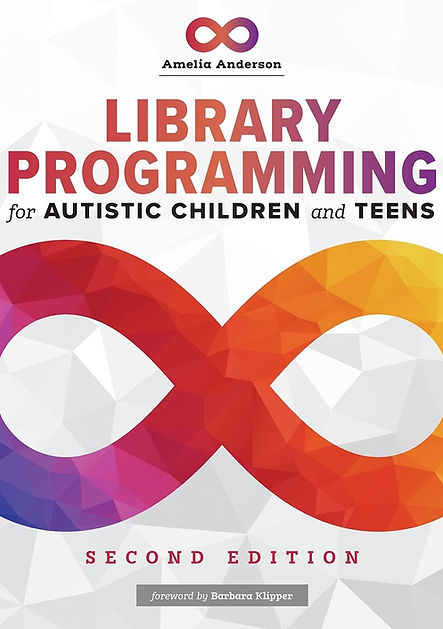 Amelia Anderson
LIBRARY
PROGRAMMING
for AUTISTIC CHILDREN and TEENS
SECOND EDITION
foreword by Barbara Klipper